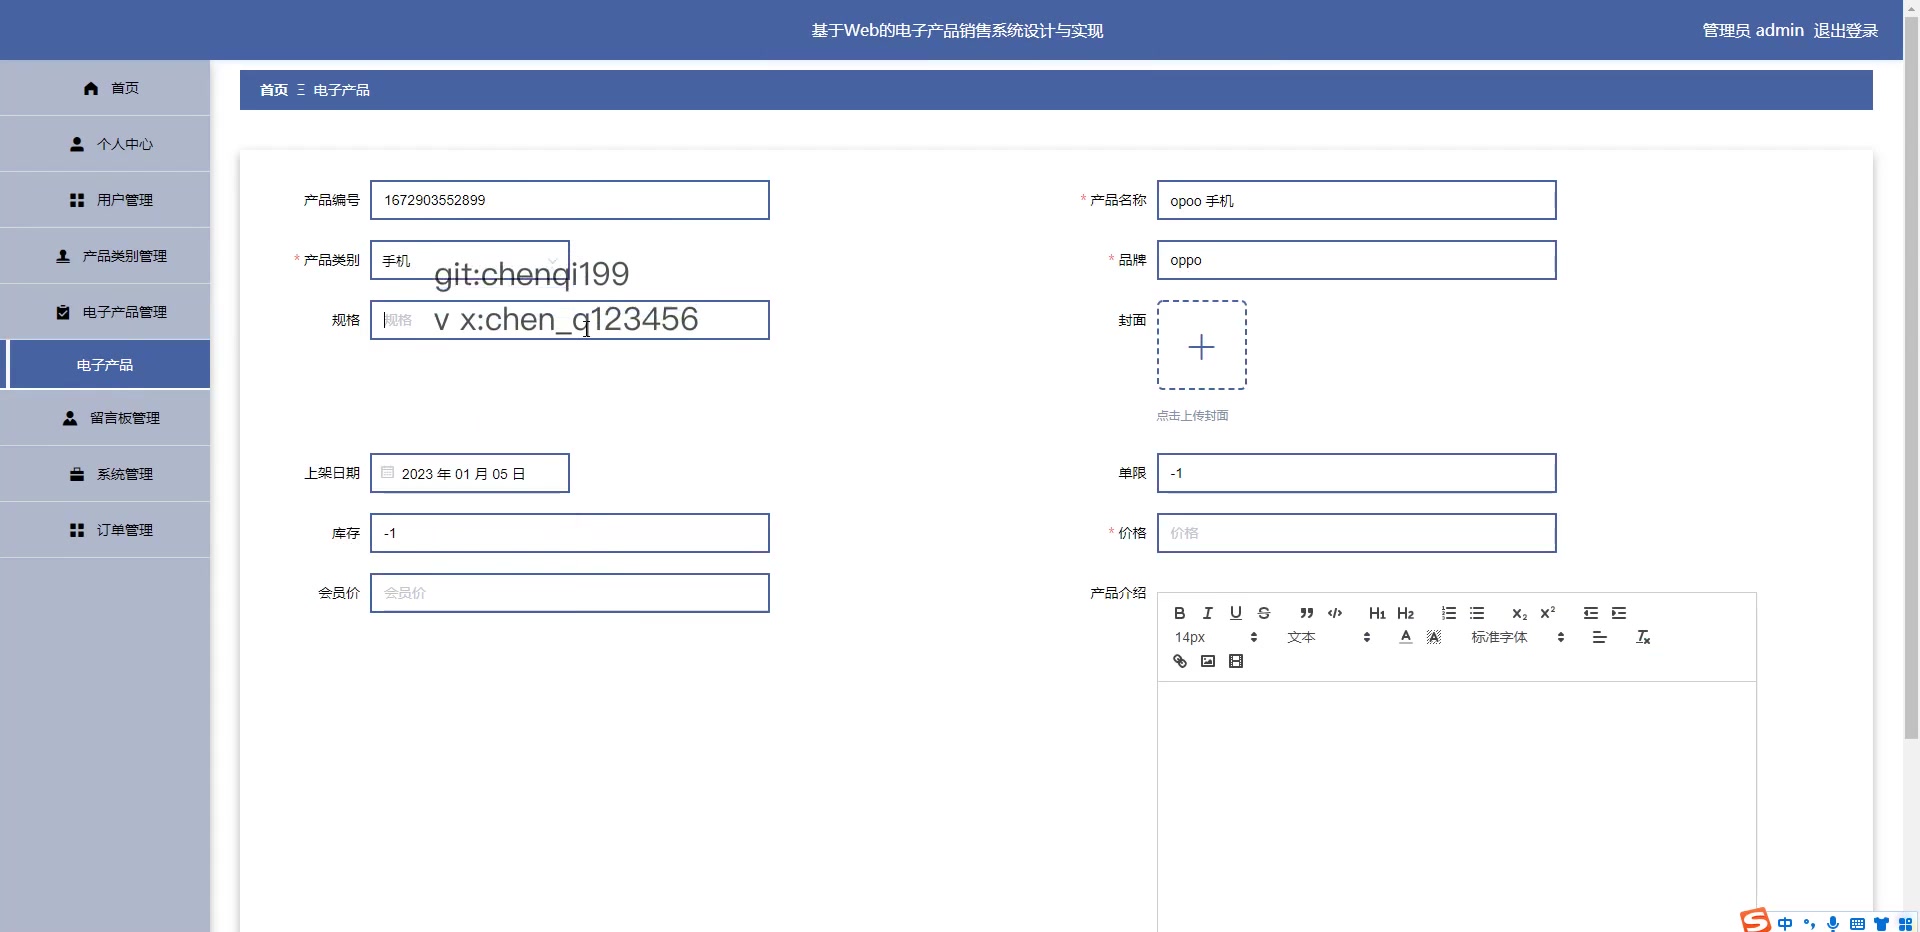 基于Web的电子产品销售系统设计与实现
管理员 admin 退出登录
首页
个人中心
用户管理
产品类别管理
电子产品管理
电子产品
留言板管理
系统管理
订单管理
首页 Ξ 电子产品
产品编号 1672903552899
* 产品名称 opoo 手机
* 产品类别 手机
* 品牌 oppo
git:chenqi199
规格 规格
v x:chen_q123456
封面
点击上传封面
上架日期 2023 年 01 月 05 日
单限 -1
库存 -1
* 价格 价格
会员价 会员价
产品介绍
B I U S H1 H2 X2 X2
14px 文本 A A 标准字体 Tx
S 中